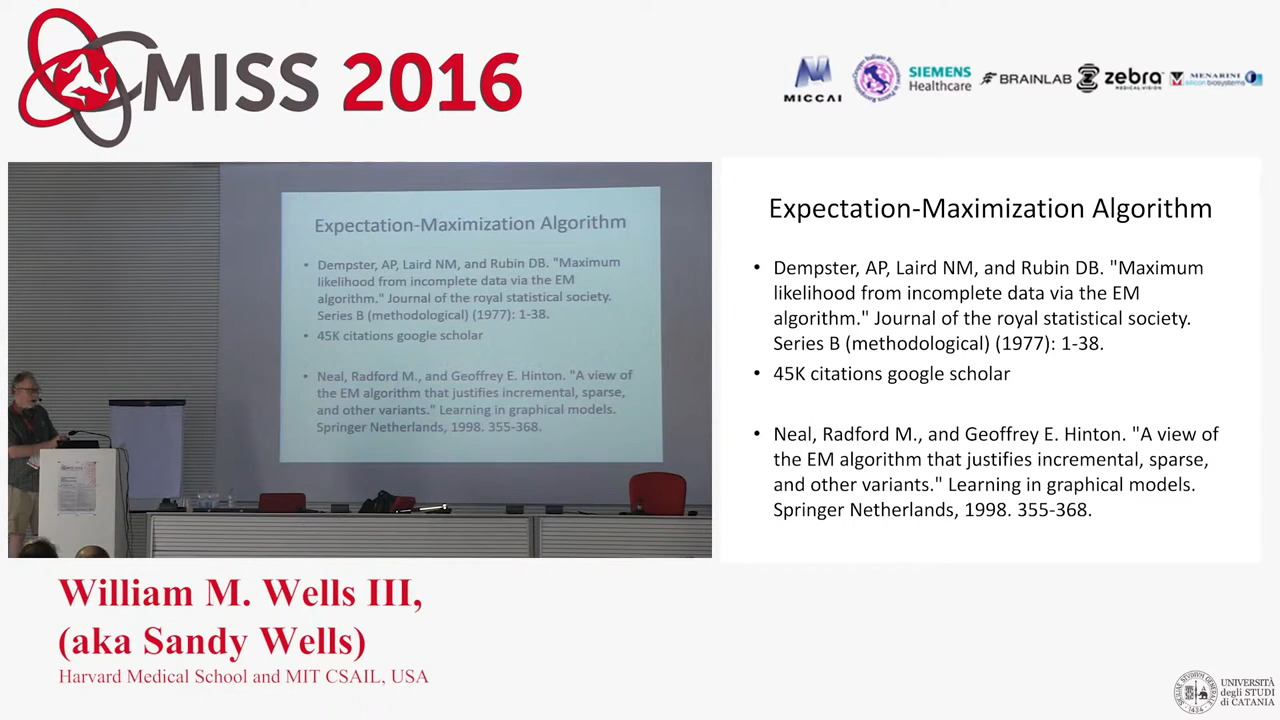 MISS 2016
MICCAI
SIEMENS
Healthcare
BRAINLAB
zebra
MEDICAL VISION
MENARINI
silicon biosystems
Expectation-Maximization Algorithm
• Dempster, AP, Laird NM, and Rubin DB. "Maximum
likelihood from incomplete data via the EM
algorithm." Journal of the royal statistical society.
Series B (methodological) (1977): 1-38.
• 45K citations google scholar
• Neal, Radford M., and Geoffrey E. Hinton. "A view of
the EM algorithm that justifies incremental, sparse,
and other variants." Learning in graphical models.
Springer Netherlands, 1998. 355-368.
Expectation-Maximization Algorithm
• Dempster, AP, Laird NM, and Rubin DB. "Maximum
likelihood from incomplete data via the EM
algorithm." Journal of the royal statistical society.
Series B (methodological) (1977): 1-38.
• 45K citations google scholar
• Neal, Radford M., and Geoffrey E. Hinton. "A view of
the EM algorithm that justifies incremental, sparse,
and other variants." Learning in graphical models.
Springer Netherlands, 1998. 355-368.
William M. Wells III,
(aka Sandy Wells)
Harvard Medical School and MIT CSAIL, USA
UNIVERSITÀ
degli STUDI
di CATANIA